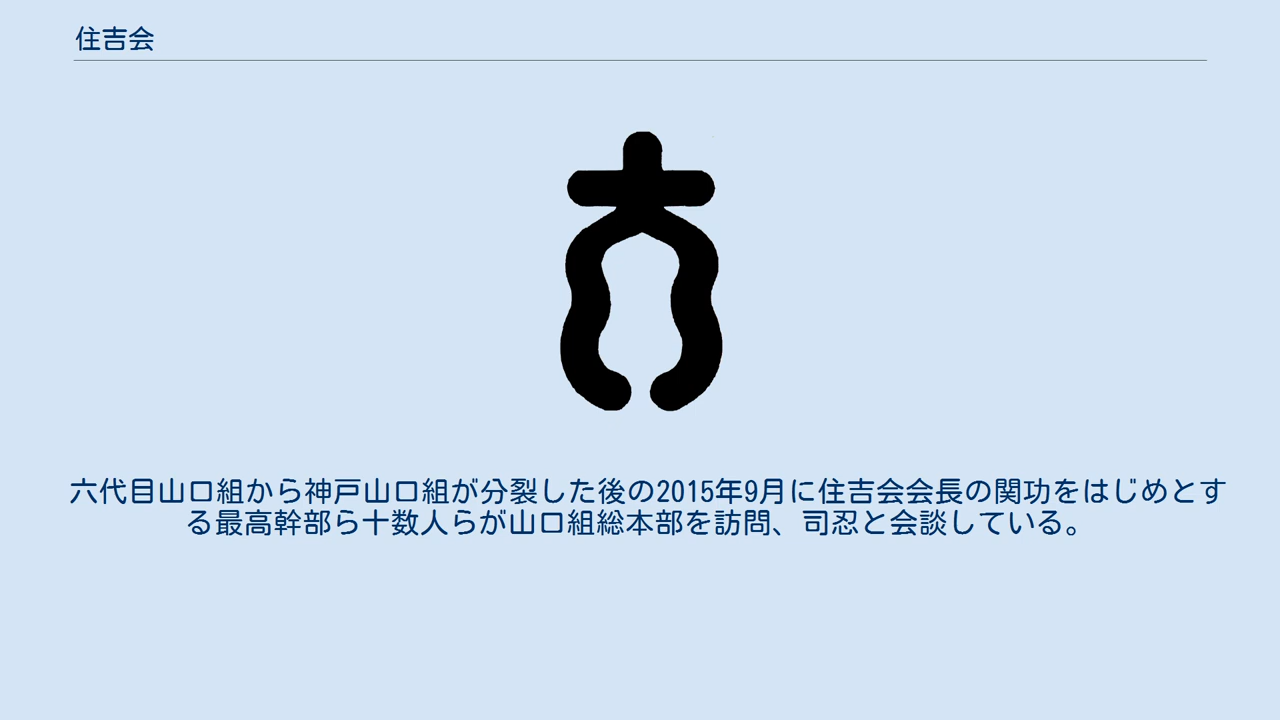 住吉会
六代目山口組から神戸山口組が分裂した後の2015年9月に住吉会会長の関功をはじめとす
る最高幹部ら十数人らが山口組総本部を訪問、司忍と会談している。